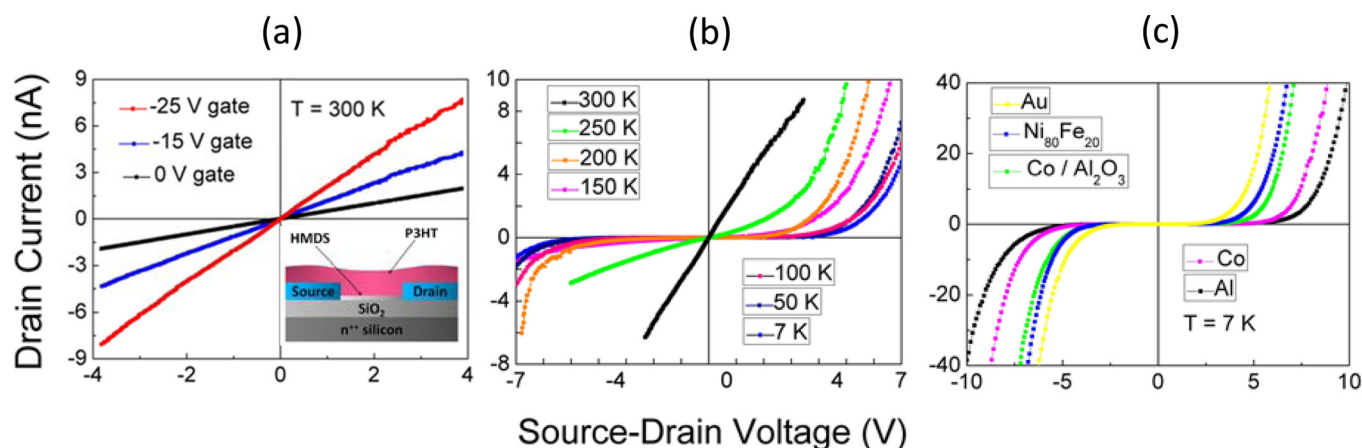 (a)
(b)
(c)
Drain Current (nA)
9
6
3
0
-3
-6
-9
-4
-2
0
2
4
-25 V gate
-15 V gate
0 V gate
T = 300 K
HMDS
P3HT
Source
Drain
SiO₂
n⁺⁺ silicon
8
4
0
-4
-8
-7
-4
0
4
7
300 K
250 K
200 K
150 K
100 K
50 K
7 K
40
20
0
-20
-40
-10
-5
0
5
10
Au
Ni₈₀Fe₂₀
Co / Al₂O₃
Co
Al
T = 7 K
Source-Drain Voltage (V)